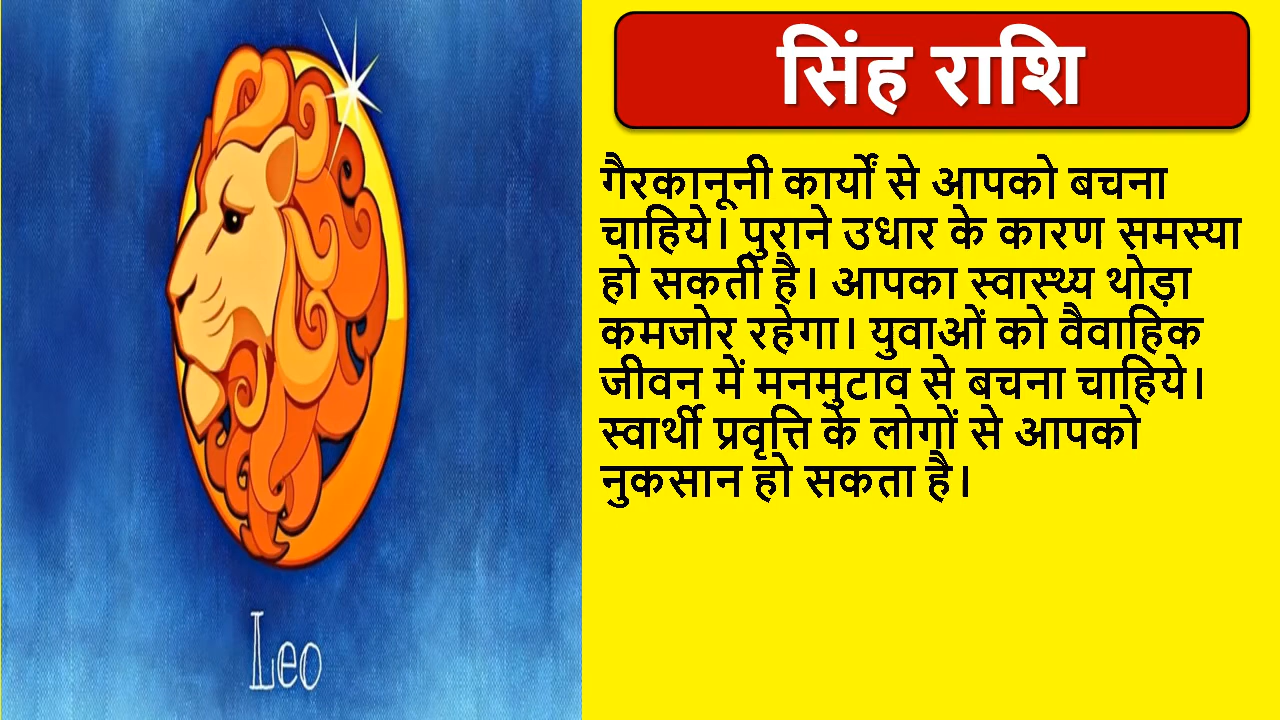 सिंह राशि
गैरकानूनी कार्यों से आपको बचना
चाहिये। पुराने उधार के कारण समस्या
हो सकती है। आपका स्वास्थ्य थोड़ा
कमजोर रहेगा। युवाओं को वैवाहिक
जीवन में मनमुटाव से बचना चाहिये।
स्वार्थी प्रवृत्ति के लोगों से आपको
नुकसान हो सकता है।
Leo